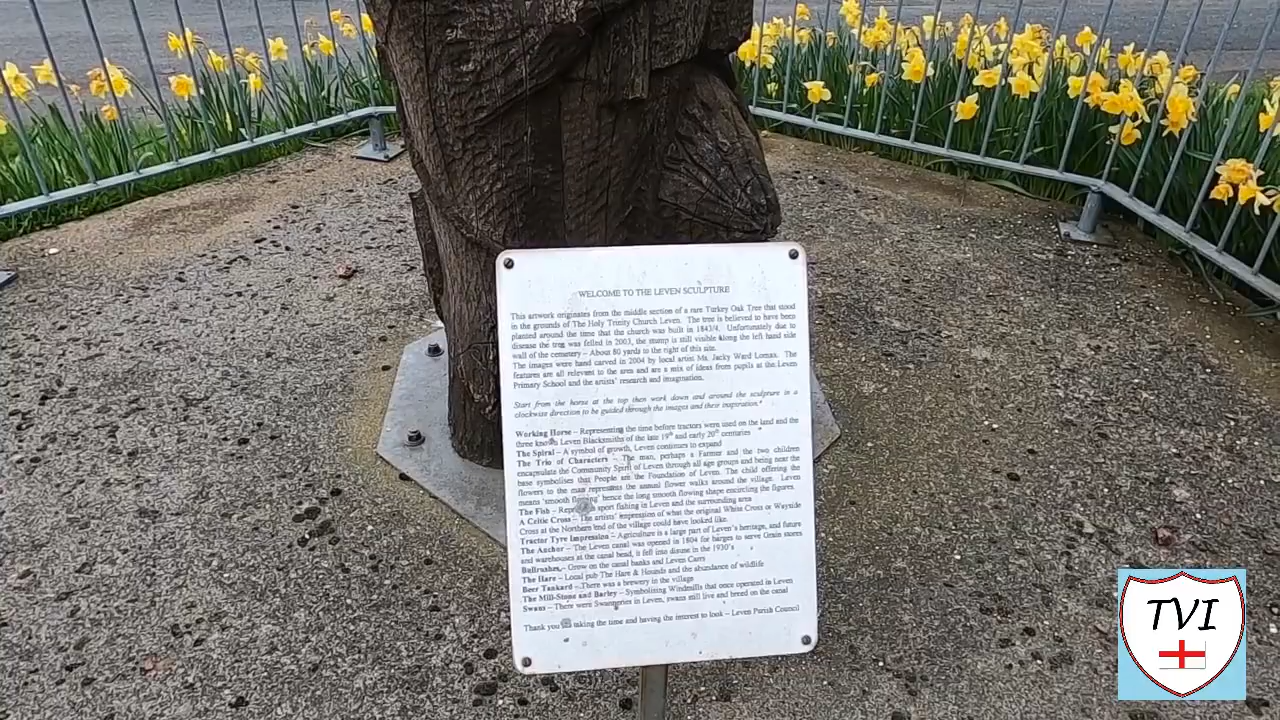 WELCOME TO THE LEVEN SCULPTURE
This artwork originates from the middle section of a rare Turkey Oak Tree that stood
in the grounds of The Holy Trinity Church Leven. The tree is believed to have been
planted around the time that the church was built in 1843/4. Unfortunately due to
disease the tree was felled in 2003, the stump is still visible along the left hand side
wall of the cemetery – About 80 yards to the right of this site.
The images were hand carved in 2004 by local artist Ms. Jacky Ward Lomax. The
features are all relevant to the area and are a mix of ideas from pupils at the Leven
Primary School and the artists' research and imagination.
Start from the horse at the top then work down and around the sculpture in a
clockwise direction to be guided through the images and their inspiration.
Working Horse – Representing the time before tractors were used on the land and the
three known Leven Blacksmiths of the late 19th and early 20th centuries
The Spiral – A symbol of growth, Leven continues to expand
The Trio of Characters – The man, perhaps a Farmer and the two children
encapsulate the Community Spirit of Leven through all age groups and being near the
base symbolises that People are the Foundation of Leven. The child offering the
flowers to the man represents the annual flower walks around the village. Leven
means 'smooth flowing' hence the long smooth flowing shape encircling the figures.
The Fish – sport fishing in Leven and the surrounding area
A Celtic Cross – The artists' impression of what the original White Cross or Wayside
Cross at the Northern end of the village could have looked like.
Tractor Tyre Impression – Agriculture is a large part of Leven's heritage, and future
The Anchor – The Leven canal was opened in 1804 for barges to serve Grain stores
and warehouses at the canal head, it fell into disuse in the 1930's
Bullrushes – Grow on the canal banks and Leven Carrs
The Hare – Local pub The Hare & Hounds and the abundance of wildlife
Beer Tankard – There was a brewery in the village
The Mill-Stone and Barley – Symbolising Windmills that once operated in Leven
Swans – There were Swanneries in Leven, swans still live and breed on the canal
Thank you taking the time and having the interest to look – Leven Parish Council
TVI